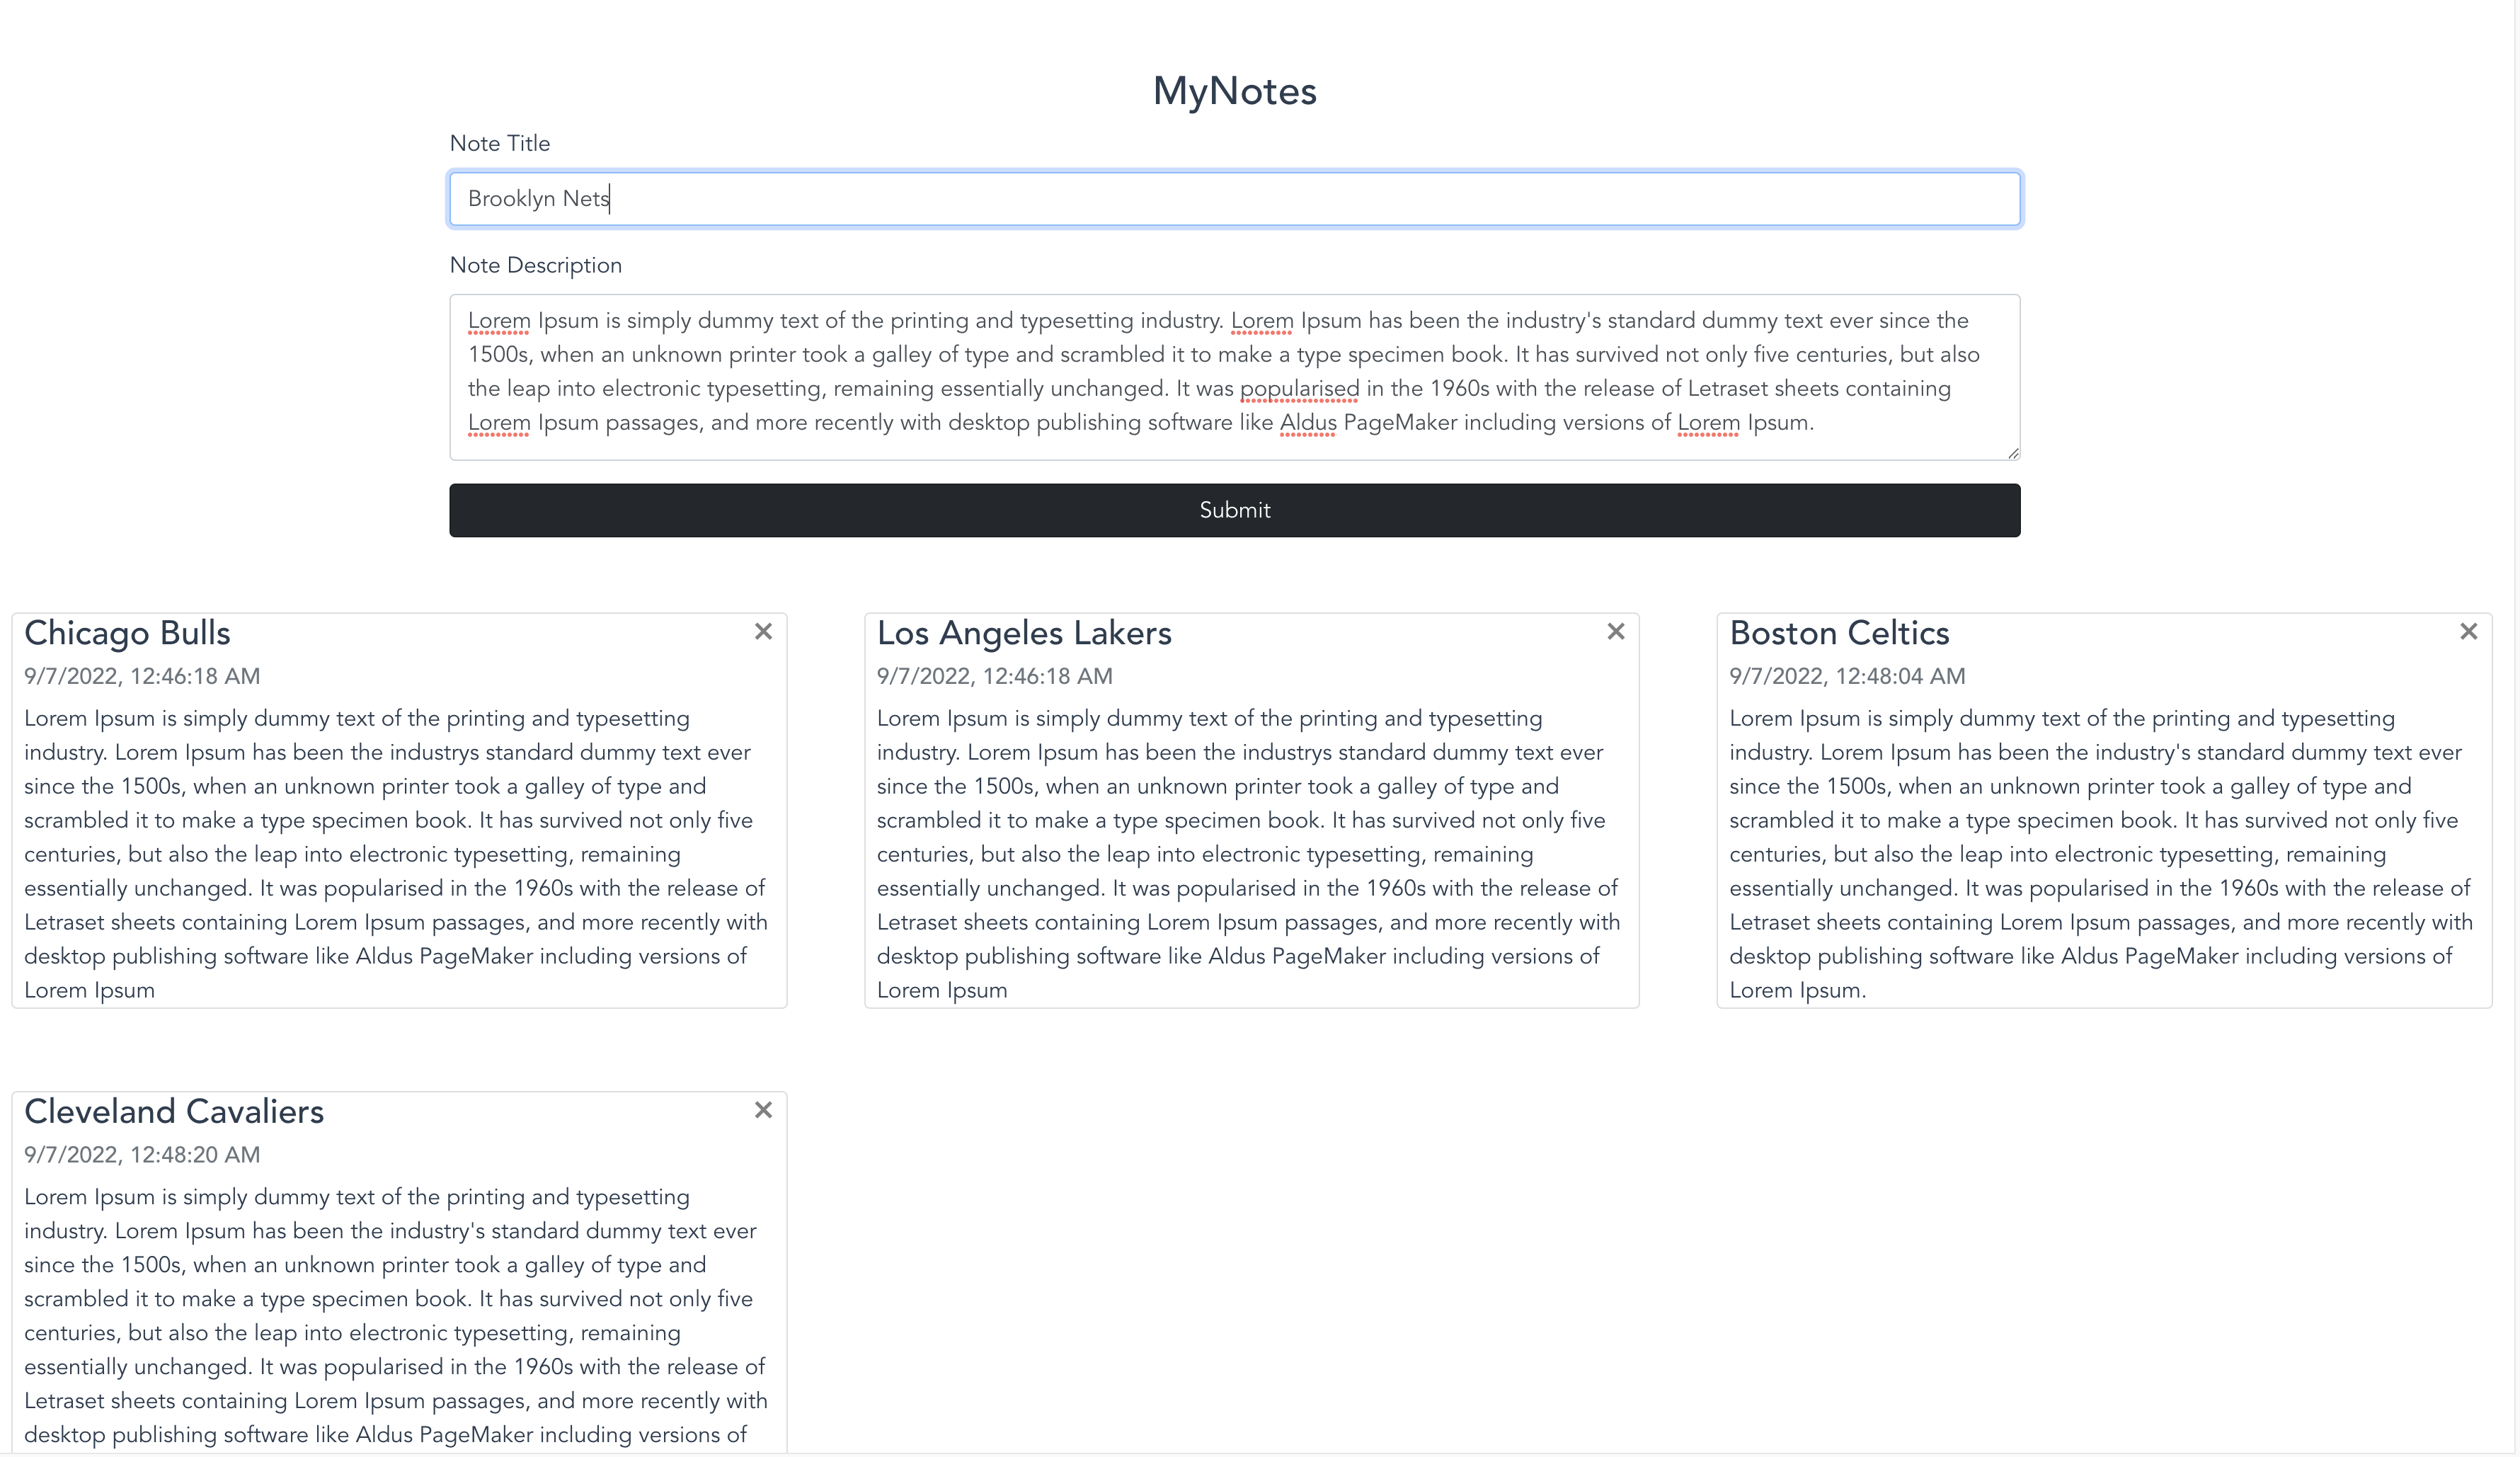 MyNotes
Note Title
Brooklyn Nets
Note Description
Lorem Ipsum is simply dummy text of the printing and typesetting industry. Lorem Ipsum has been the industry's standard dummy text ever since the
1500s, when an unknown printer took a galley of type and scrambled it to make a type specimen book. It has survived not only five centuries, but also
the leap into electronic typesetting, remaining essentially unchanged. It was popularised in the 1960s with the release of Letraset sheets containing
Lorem Ipsum passages, and more recently with desktop publishing software like Aldus PageMaker including versions of Lorem Ipsum.
Submit
Chicago Bulls
9/7/2022, 12:46:18 AM
Lorem Ipsum is simply dummy text of the printing and typesetting
industry. Lorem Ipsum has been the industrys standard dummy text ever
since the 1500s, when an unknown printer took a galley of type and
scrambled it to make a type specimen book. It has survived not only five
centuries, but also the leap into electronic typesetting, remaining
essentially unchanged. It was popularised in the 1960s with the release of
Letraset sheets containing Lorem Ipsum passages, and more recently with
desktop publishing software like Aldus PageMaker including versions of
Lorem Ipsum
Los Angeles Lakers
9/7/2022, 12:46:18 AM
Lorem Ipsum is simply dummy text of the printing and typesetting
industry. Lorem Ipsum has been the industrys standard dummy text ever
since the 1500s, when an unknown printer took a galley of type and
scrambled it to make a type specimen book. It has survived not only five
centuries, but also the leap into electronic typesetting, remaining
essentially unchanged. It was popularised in the 1960s with the release of
Letraset sheets containing Lorem Ipsum passages, and more recently with
desktop publishing software like Aldus PageMaker including versions of
Lorem Ipsum
Boston Celtics
9/7/2022, 12:48:04 AM
Lorem Ipsum is simply dummy text of the printing and typesetting
industry. Lorem Ipsum has been the industry's standard dummy text ever
since the 1500s, when an unknown printer took a galley of type and
scrambled it to make a type specimen book. It has survived not only five
centuries, but also the leap into electronic typesetting, remaining
essentially unchanged. It was popularised in the 1960s with the release of
Letraset sheets containing Lorem Ipsum passages, and more recently with
desktop publishing software like Aldus PageMaker including versions of
Lorem Ipsum.
Cleveland Cavaliers
9/7/2022, 12:48:20 AM
Lorem Ipsum is simply dummy text of the printing and typesetting
industry. Lorem Ipsum has been the industry's standard dummy text ever
since the 1500s, when an unknown printer took a galley of type and
scrambled it to make a type specimen book. It has survived not only five
centuries, but also the leap into electronic typesetting, remaining
essentially unchanged. It was popularised in the 1960s with the release of
Letraset sheets containing Lorem Ipsum passages, and more recently with
desktop publishing software like Aldus PageMaker including versions of